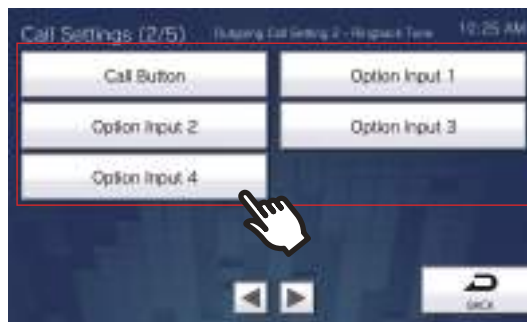 Call Settings (2/5) Outgoing Call Setting 2 - Ringback Tone 10:25 AM
Call Button Option Input 1
Option Input 2 Option Input 3
Option Input 4
BACK